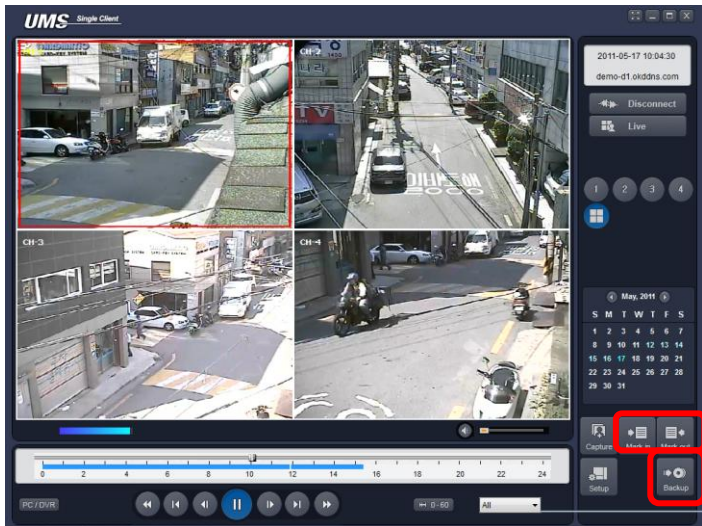 UMS Single Client
2011-05-17 10:04:30
demo-d1.okddns.com
Disconnect
Live
1 2 3 4
CH-2
CH-3
CH-4
May, 2011
S M T W T F S
1 2 3 4 5 6 7
8 9 10 11 12 13 14
15 16 17 18 19 20 21
22 23 24 25 26 27 28
29 30 31
Capture Mark in Mark out
Setup Backup
0 2 4 6 8 10 12 14 16 18 20 22 24
PC / DVR
0 - 60
All